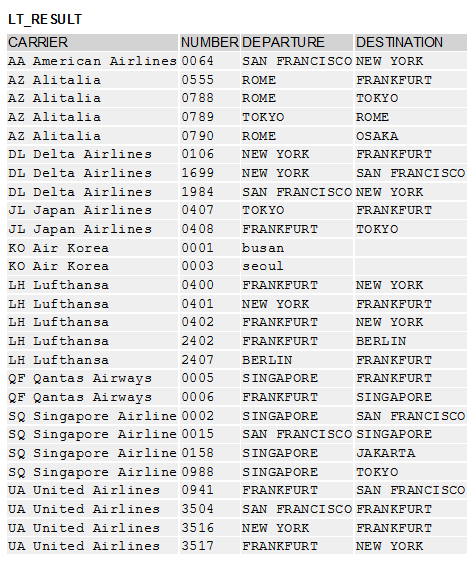 LT_RESULT
CARRIER NUMBER DEPARTURE DESTINATION
AA American Airlines 0064 SAN FRANCISCO NEW YORK
AZ Alitalia 0555 ROME FRANKFURT
AZ Alitalia 0788 ROME TOKYO
AZ Alitalia 0789 TOKYO ROME
AZ Alitalia 0790 ROME OSAKA
DL Delta Airlines 0106 NEW YORK FRANKFURT
DL Delta Airlines 1699 NEW YORK SAN FRANCISCO
DL Delta Airlines 1984 SAN FRANCISCO NEW YORK
JL Japan Airlines 0407 TOKYO FRANKFURT
JL Japan Airlines 0408 FRANKFURT TOKYO
KO Air Korea 0001 busan
KO Air Korea 0003 seoul
LH Lufthansa 0400 FRANKFURT NEW YORK
LH Lufthansa 0401 NEW YORK FRANKFURT
LH Lufthansa 0402 FRANKFURT NEW YORK
LH Lufthansa 2402 FRANKFURT BERLIN
LH Lufthansa 2407 BERLIN FRANKFURT
QF Qantas Airways 0005 SINGAPORE FRANKFURT
QF Qantas Airways 0006 FRANKFURT SINGAPORE
SQ Singapore Airline 0002 SINGAPORE SAN FRANCISCO
SQ Singapore Airline 0015 SAN FRANCISCO SINGAPORE
SQ Singapore Airline 0158 SINGAPORE JAKARTA
SQ Singapore Airline 0988 SINGAPORE TOKYO
UA United Airlines 0941 FRANKFURT SAN FRANCISCO
UA United Airlines 3504 SAN FRANCISCO FRANKFURT
UA United Airlines 3516 NEW YORK FRANKFURT
UA United Airlines 3517 FRANKFURT NEW YORK